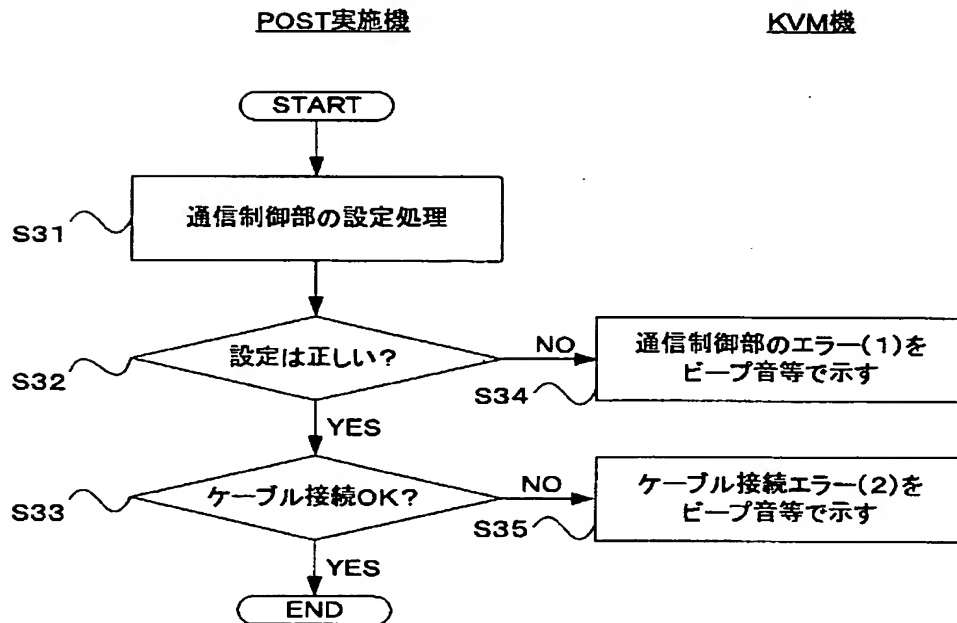 POST実施機
KVM機
START
通信制御部の設定処理
S31
設定は正しい?
S32
NO
通信制御部のエラー(1)を
ビープ音等で示す
S34
YES
ケーブル接続OK?
S33
NO
ケーブル接続エラー(2)を
ビープ音等で示す
S35
YES
END